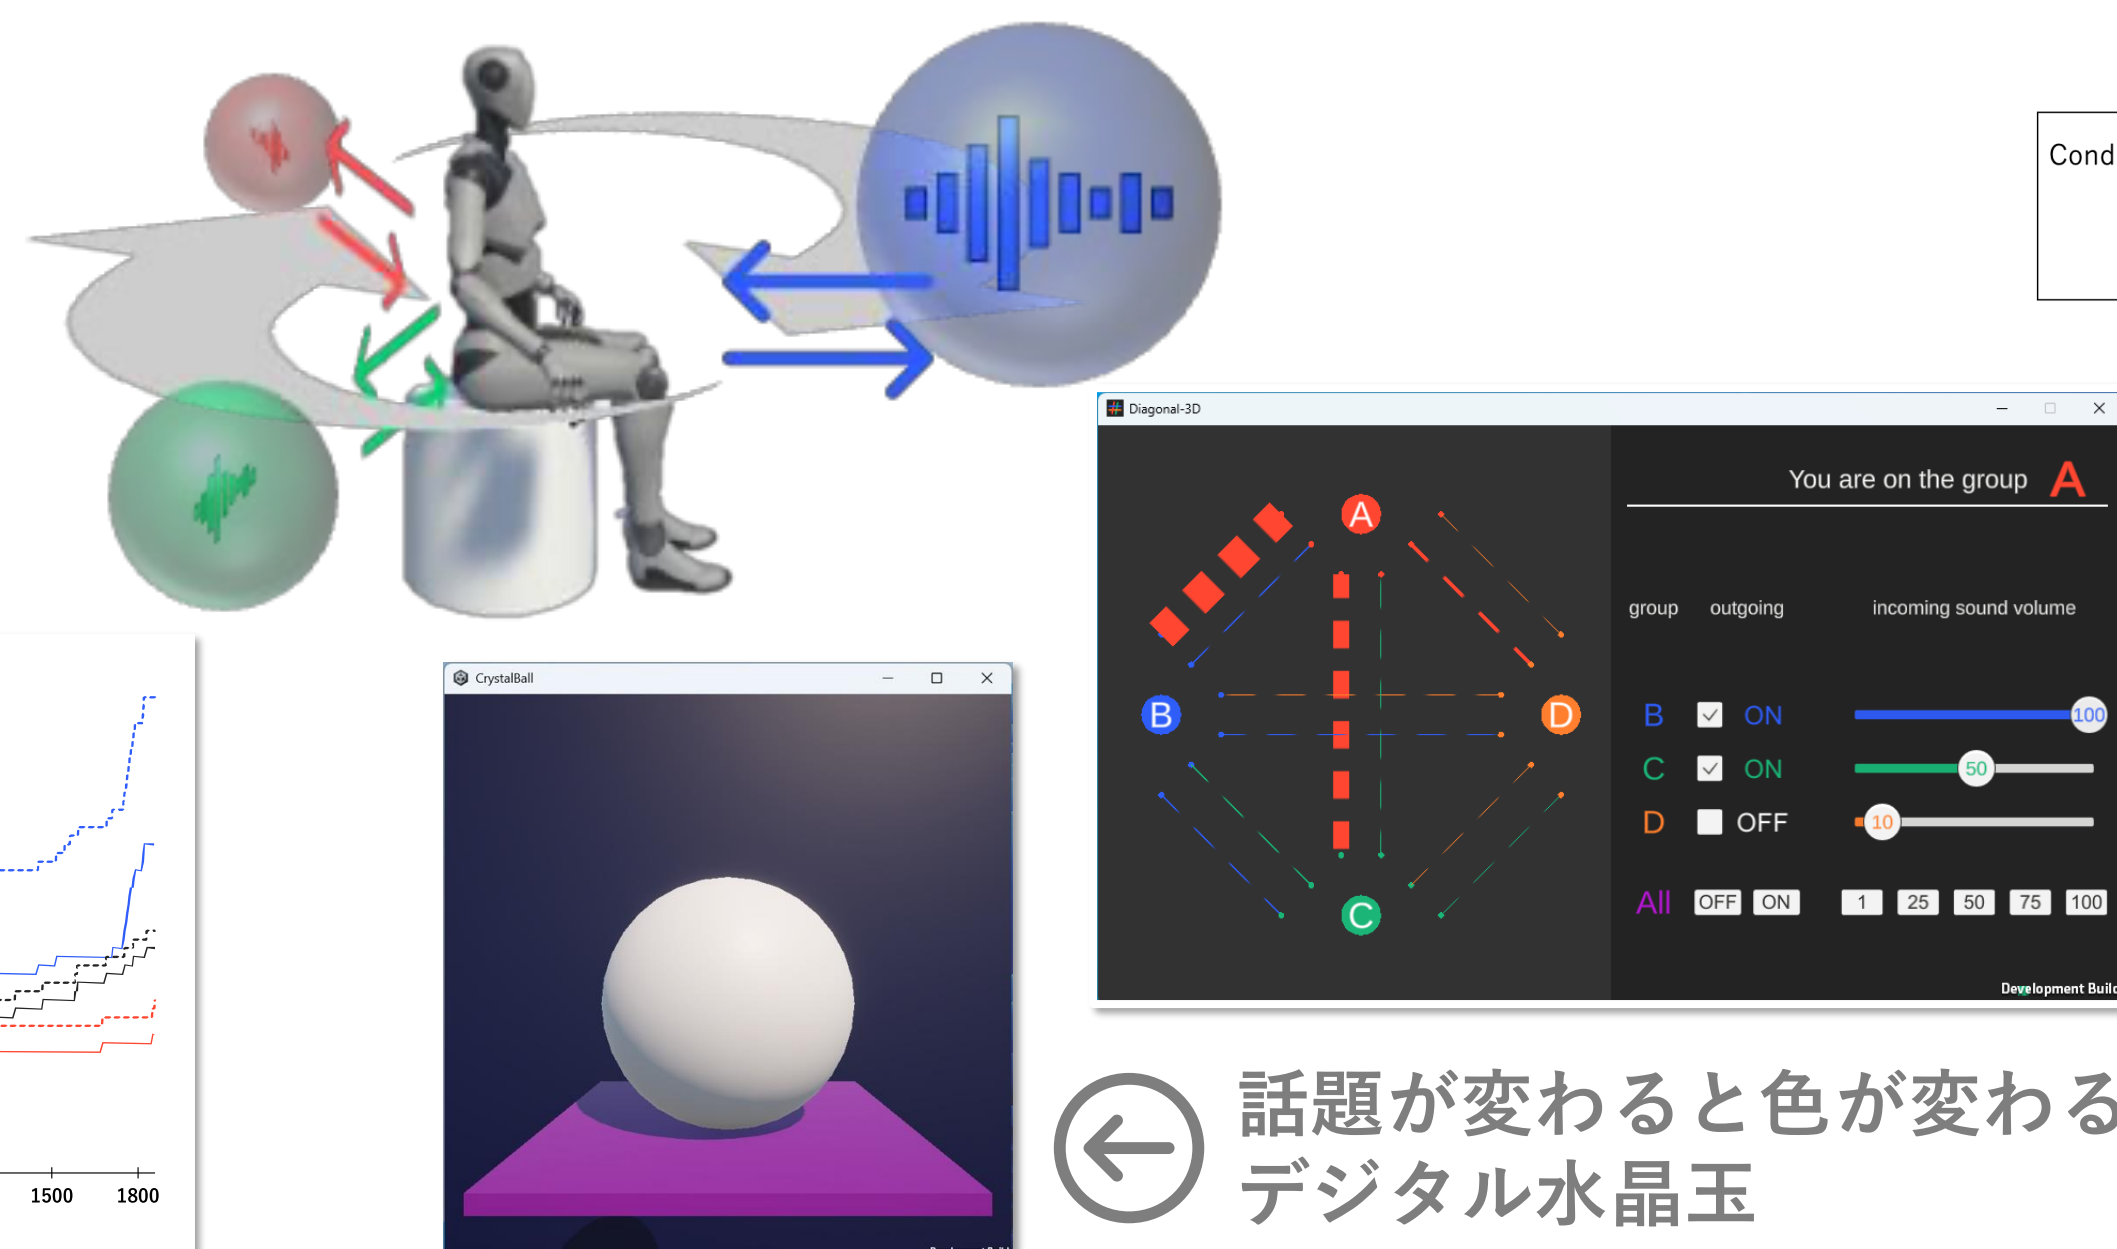 Cond
Diagonal-3D
You are on the group A
A
B
D
C
group outgoing incoming sound volume
B ON 100
C ON 50
D OFF 10
All OFF ON 1 25 50 75 100
Development Build
CrystalBall
1500 1800
話題が変わると色が変わる
デジタル水晶玉